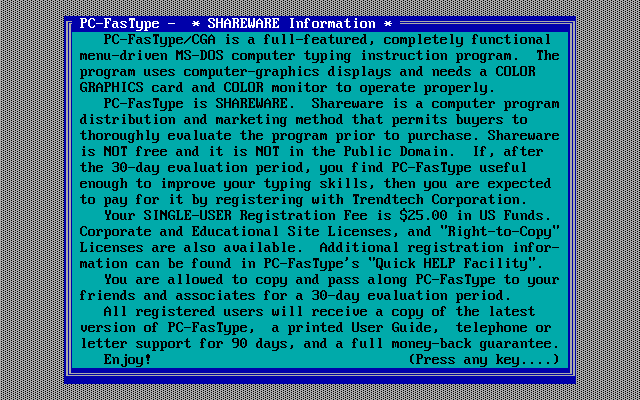 PC-FasType - * SHAREWARE Information *
PC-FasType/CGA is a full-featured, completely functional
menu-driven MS-DOS computer typing instruction program. The
program uses computer-graphics displays and needs a COLOR
GRAPHICS card and COLOR monitor to operate properly.
PC-FasType is SHAREWARE. Shareware is a computer program
distribution and marketing method that permits buyers to
thoroughly evaluate the program prior to purchase. Shareware
is NOT free and it is NOT in the Public Domain. If, after
the 30-day evaluation period, you find PC-FasType useful
enough to improve your typing skills, then you are expected
to pay for it by registering with Trendtech Corporation.
Your SINGLE-USER Registration Fee is $25.00 in US Funds.
Corporate and Educational Site Licenses, and "Right-to-Copy"
Licenses are also available. Additional registration infor-
mation can be found in PC-FasType's "Quick HELP Facility".
You are allowed to copy and pass along PC-FasType to your
friends and associates for a 30-day evaluation period.
All registered users will receive a copy of the latest
version of PC-FasType, a printed User Guide, telephone or
letter support for 90 days, and a full money-back guarantee.
Enjoy! (Press any key....)